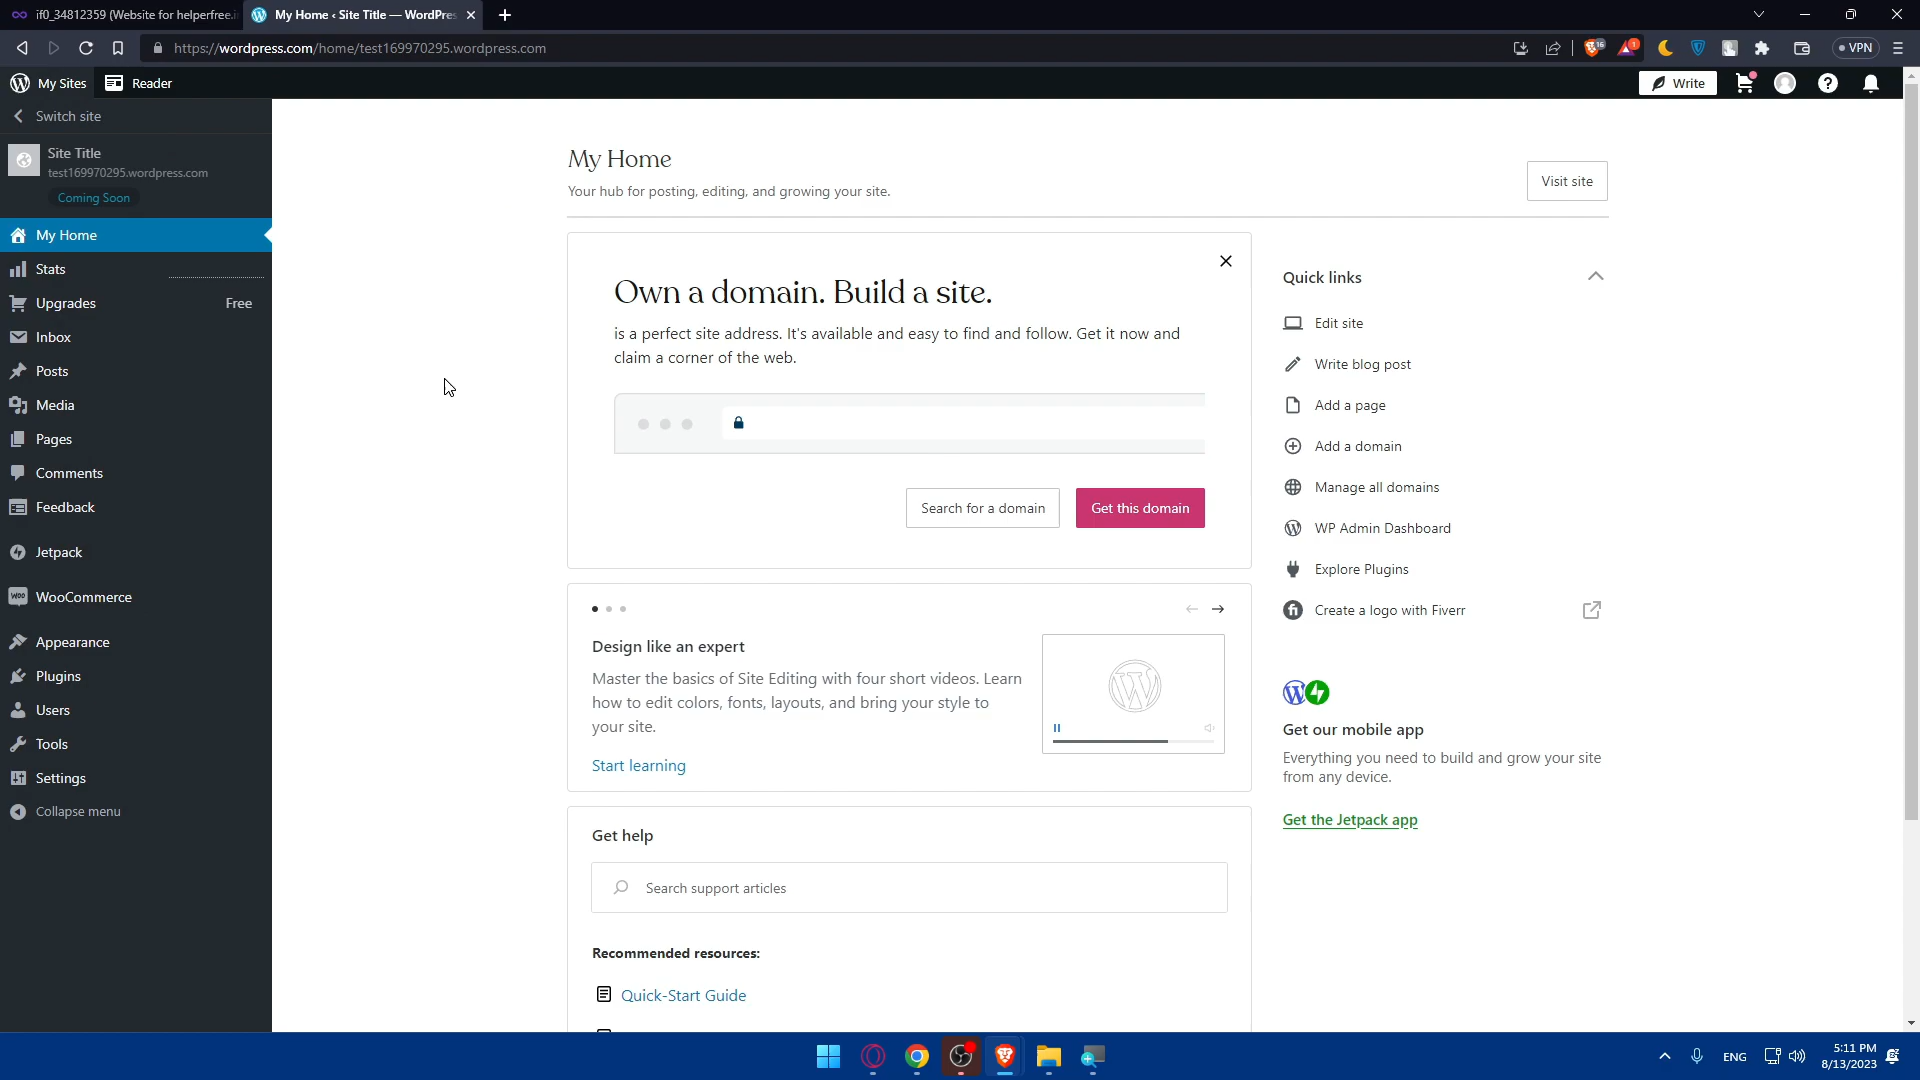 if0_34812359 (Website for helperfree.i
My Home ‹ Site Title — WordPres
https://wordpress.com/home/test169970295.wordpress.com
16
1
VPN
My Sites
Reader
Write
Switch site
Site Title
test169970295.wordpress.com
Coming Soon
My Home
Stats
Upgrades
Free
Inbox
Posts
Media
Pages
Comments
Feedback
Jetpack
WooCommerce
Appearance
Plugins
Users
Tools
Settings
Collapse menu
My Home
Your hub for posting, editing, and growing your site.
Visit site
Own a domain. Build a site.
is a perfect site address. It's available and easy to find and follow. Get it now and
claim a corner of the web.
Search for a domain
Get this domain
Design like an expert
Master the basics of Site Editing with four short videos. Learn
how to edit colors, fonts, layouts, and bring your style to
your site.
Start learning
Get help
Search support articles
Recommended resources:
Quick-Start Guide
Quick links
Edit site
Write blog post
Add a page
Add a domain
Manage all domains
WP Admin Dashboard
Explore Plugins
fi
Create a logo with Fiverr
Get our mobile app
Everything you need to build and grow your site
from any device.
Get the Jetpack app
ENG
5:11 PM
8/13/2023